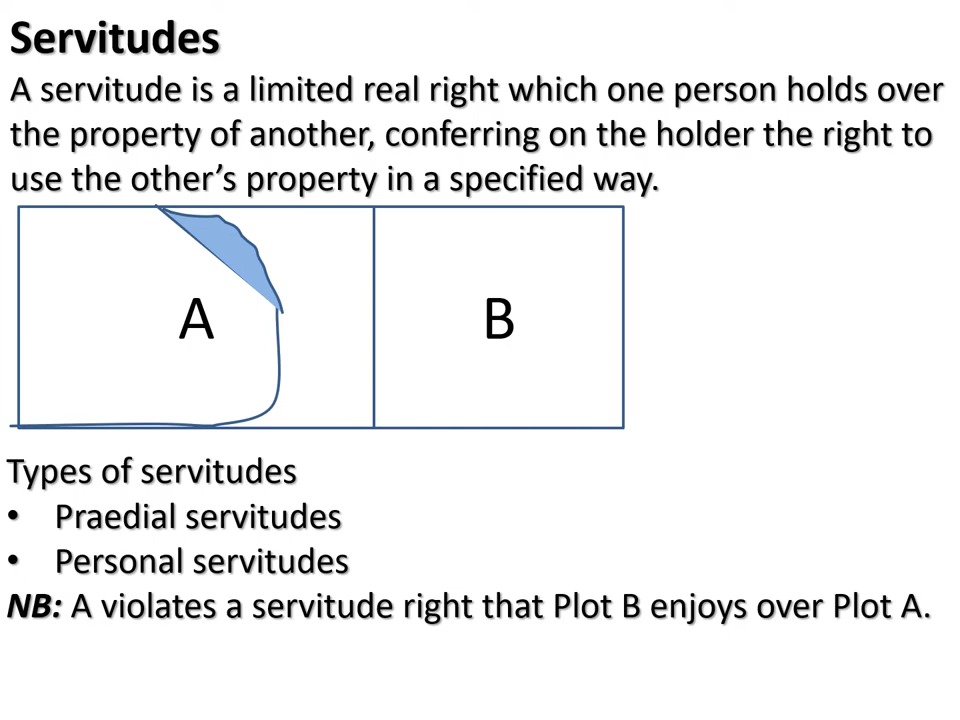 Servitudes
A servitude is a limited real right which one person holds over
the property of another, conferring on the holder the right to
use the other’s property in a specified way.
A
B
Types of servitudes
• Praedial servitudes
• Personal servitudes
NB: A violates a servitude right that Plot B enjoys over Plot A.